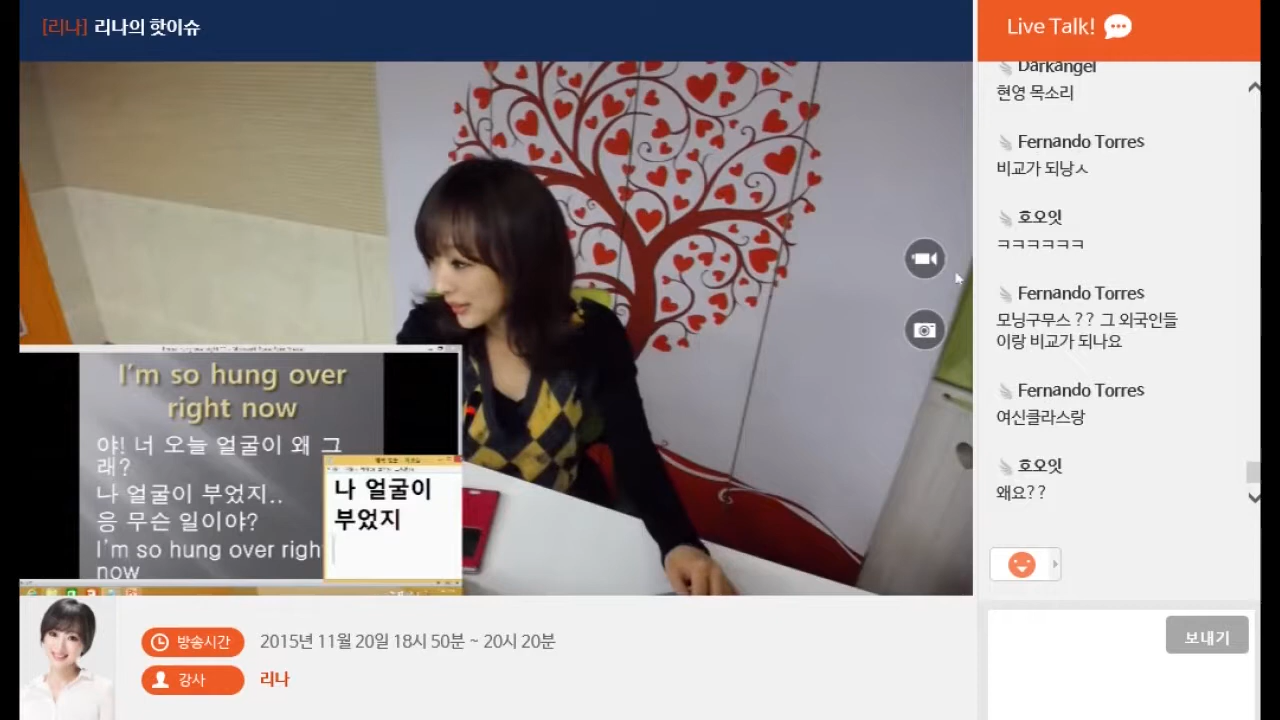 [리나] 리나의 핫이슈
I'm so hung over
right now
야! 너 오늘 얼굴이 왜 그
래?
나 얼굴이 부었지..
응 무슨 일이야?
I'm so hung over righ
now
나 얼굴이
부었지
방송시간 2015년 11월 20일 18시 50분 ~ 20시 20분
강사 리나
Live Talk!
Darkangel
현영 목소리
Fernando Torres
비교가 되낭ㅅ
호오잇
ㅋㅋㅋㅋㅋㅋ
Fernando Torres
모닝구무스 ?? 그 외국인들
이랑 비교가 되나요
Fernando Torres
여신클라스랑
호오잇
왜요??
보내기